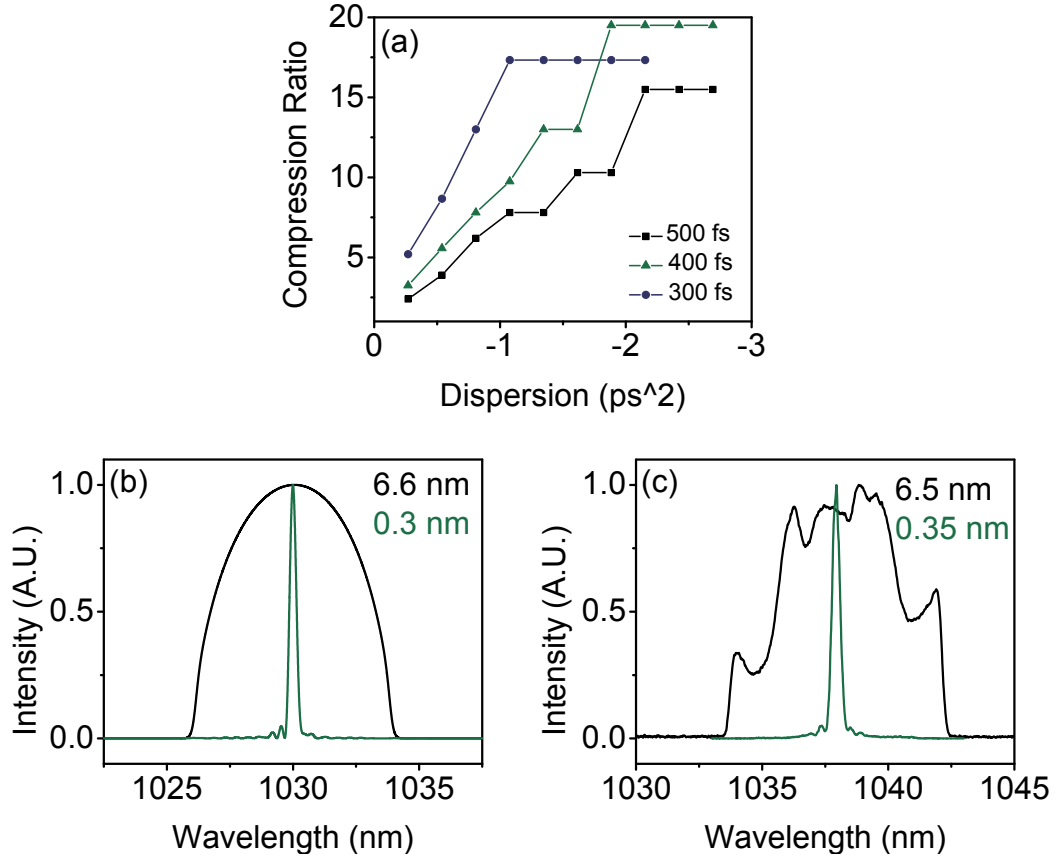 (a)
Compression Ratio
20
15
10
5
0
-1
-2
-3
500 fs
400 fs
300 fs
Dispersion (ps^2)
(b)
6.6 nm
0.3 nm
Intensity (A.U.)
1.0
0.5
0.0
1025
1030
1035
Wavelength (nm)
(c)
6.5 nm
0.35 nm
Intensity (A.U.)
1.0
0.5
0.0
1030
1035
1040
1045
Wavelength (nm)